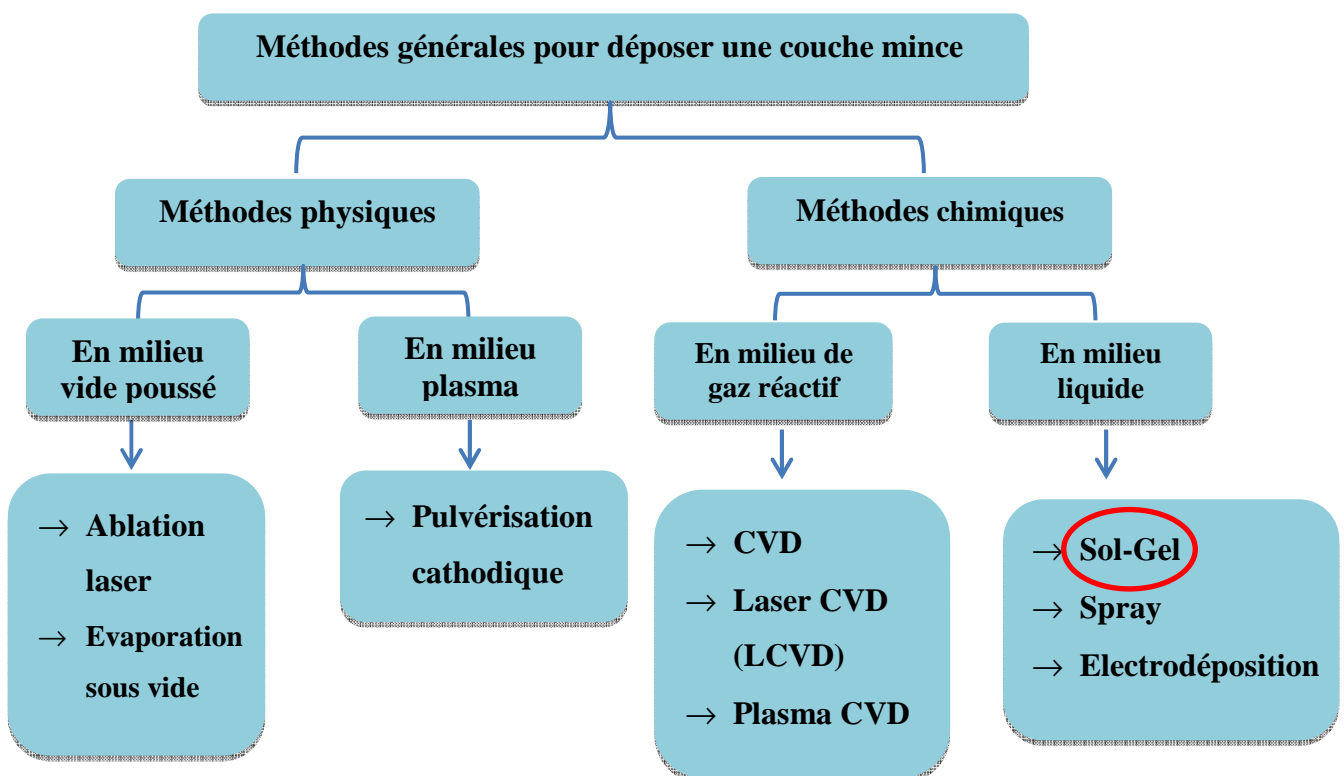 Méthodes générales pour déposer une couche mince
Méthodes physiques
Méthodes chimiques
En milieu
vide poussé
En milieu
plasma
En milieu de
gaz réactif
En milieu
liquide
→ Ablation
laser
→ Evaporation
sous vide
→ Pulvérisation
cathodique
→ CVD
→ Laser CVD
(LCVD)
→ Plasma CVD
→ Sol-Gel
→ Spray
→ Electrodéposition